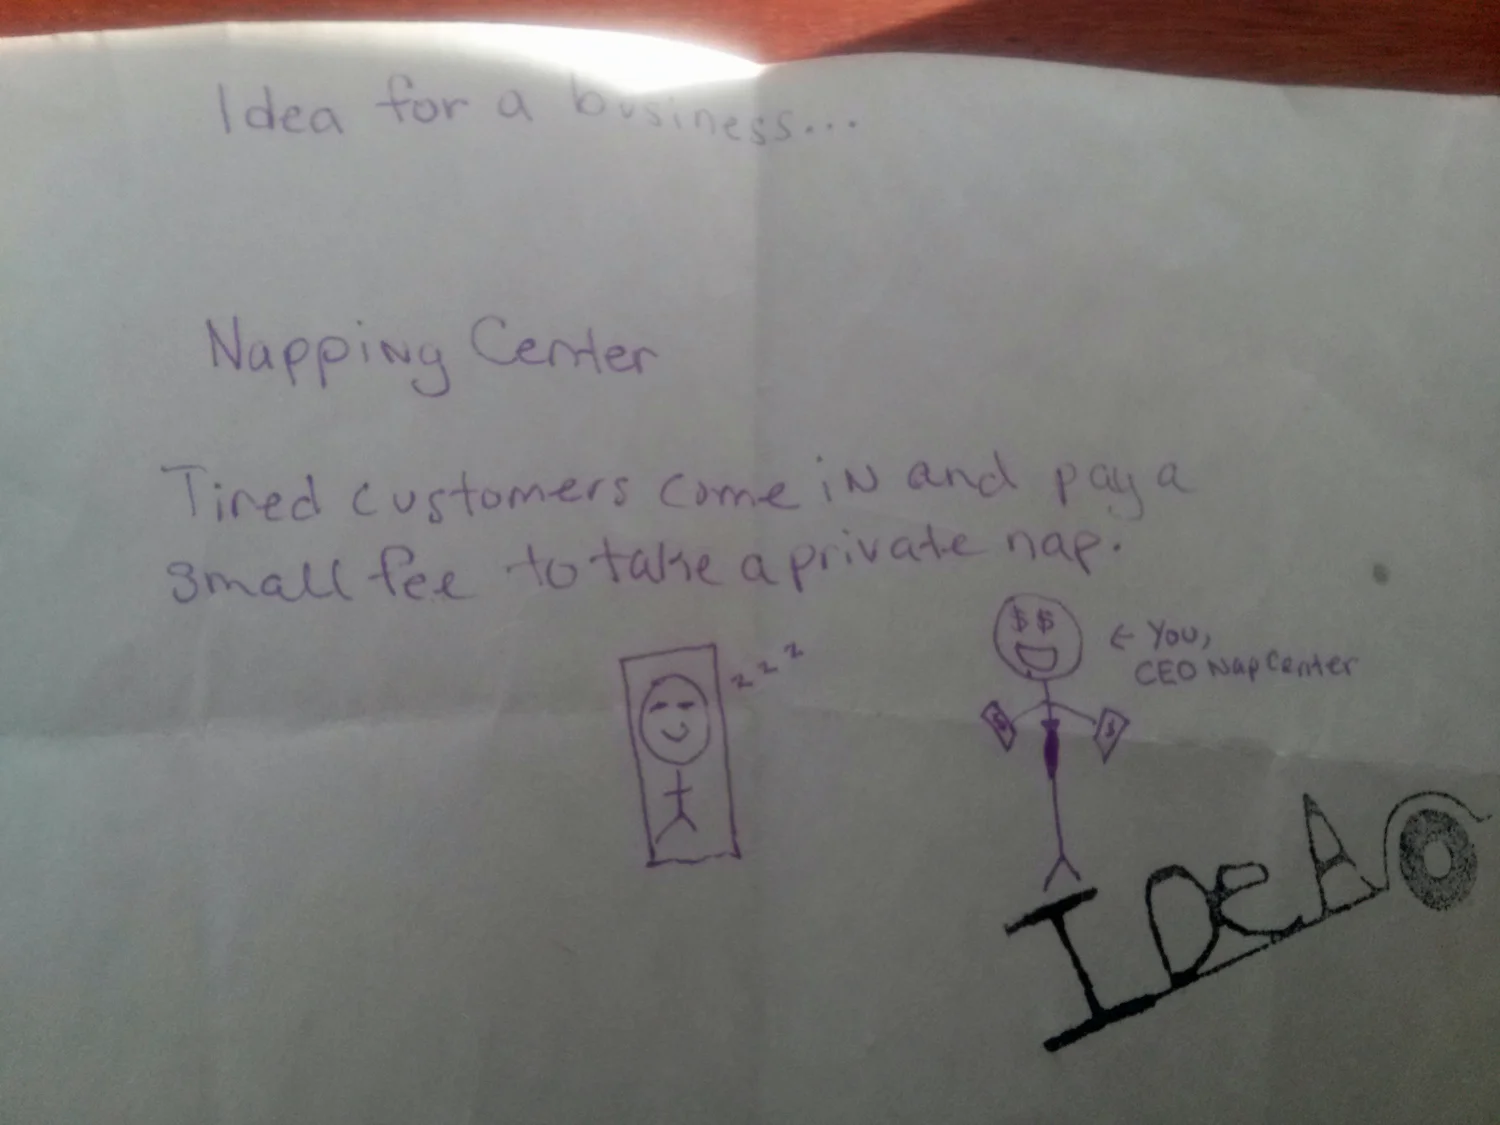 Idea for a business...
Napping Center
Tired customers come in and pay a
small fee to take a private nap.
z z z
$ $
← You,
CEO Nap Center
$ $
IDeA